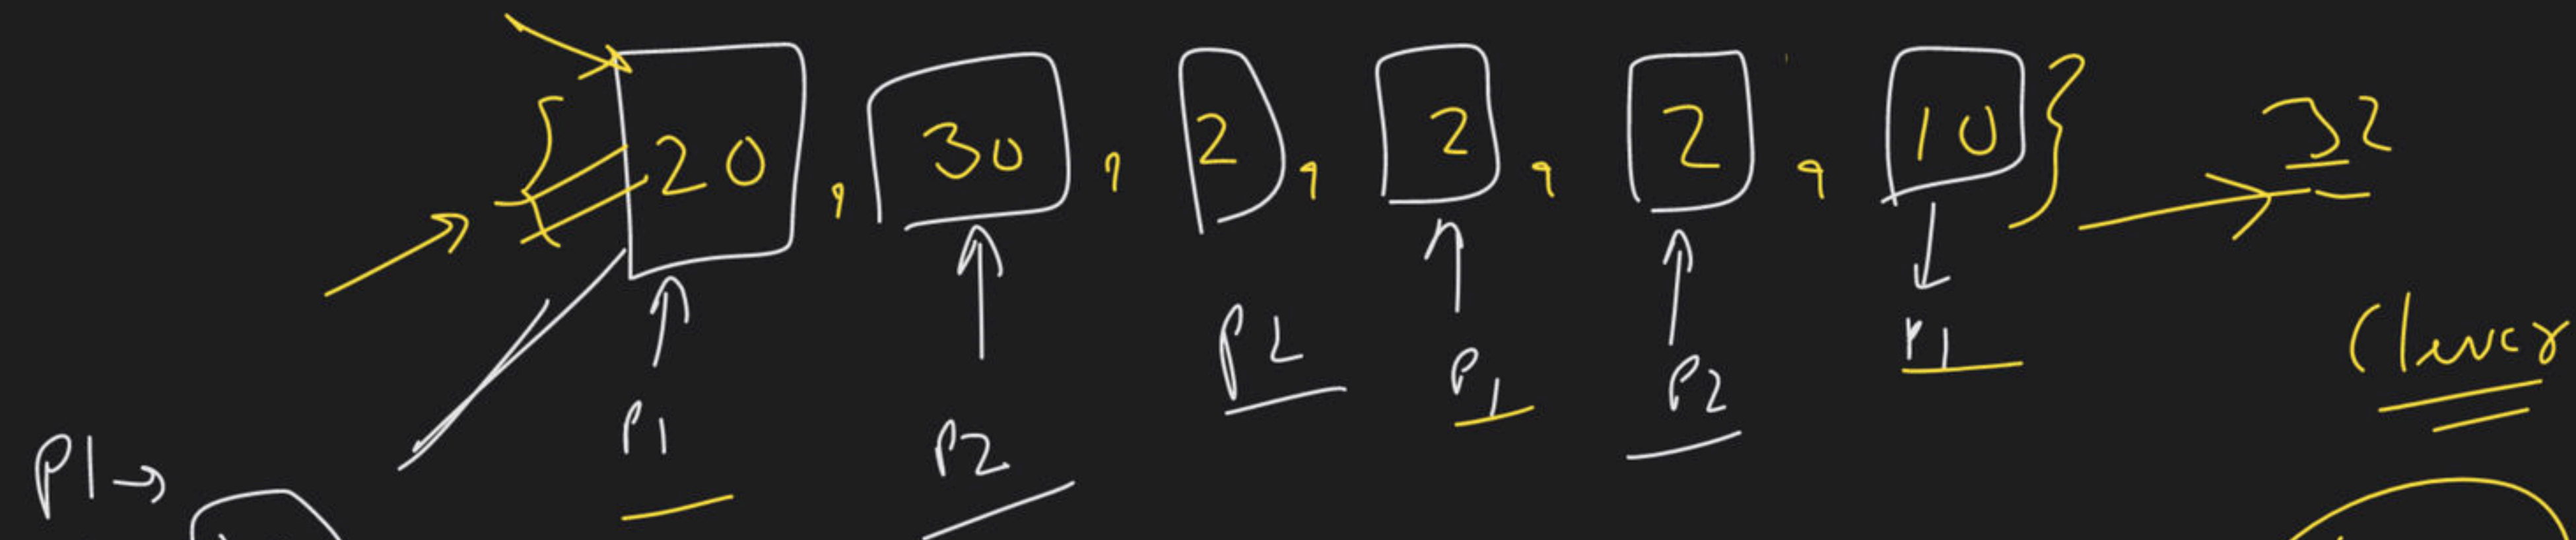 { 20 , 30 , 2 , 2 , 2 , 10 } → 32
P2 P1 P2 P1
Clever
P1 P2
P1 →